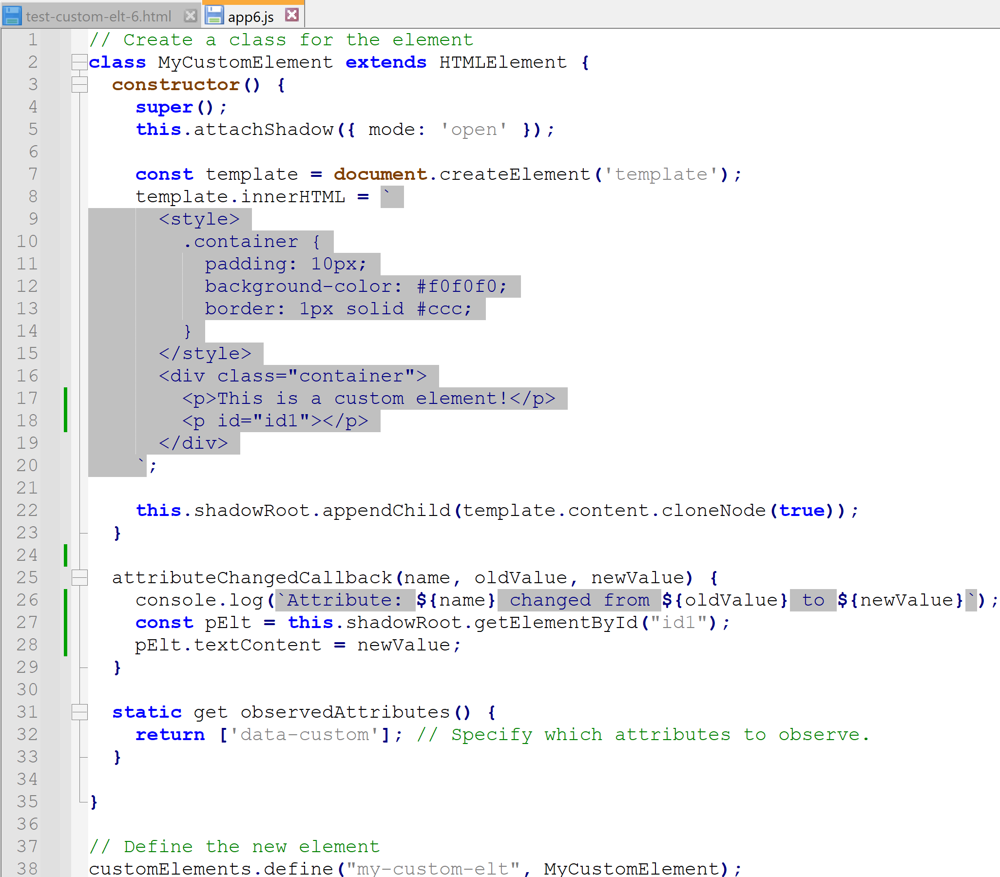 test-custom-elt-6.html app6.js
1 // Create a class for the element
2 class MyCustomElement extends HTMLElement {
3   constructor() {
4     super();
5     this.attachShadow({ mode: 'open' });
6
7     const template = document.createElement('template');
8     template.innerHTML = `
9       <style>
10         .container {
11           padding: 10px;
12           background-color: #f0f0f0;
13           border: 1px solid #ccc;
14         }
15       </style>
16       <div class="container">
17         <p>This is a custom element!</p>
18         <p id="id1"></p>
19       </div>
20     `;
21
22     this.shadowRoot.appendChild(template.content.cloneNode(true));
23   }
24
25   attributeChangedCallback(name, oldValue, newValue) {
26     console.log(`Attribute: ${name} changed from ${oldValue} to ${newValue}`);
27     const pElt = this.shadowRoot.getElementById("id1");
28     pElt.textContent = newValue;
29   }
30
31   static get observedAttributes() {
32     return ['data-custom']; // Specify which attributes to observe.
33   }
34
35 }
36
37 // Define the new element
38 customElements.define("my-custom-elt", MyCustomElement);